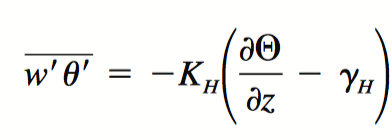 $\overline{w'\theta'} = -K_H\left(\frac{\partial \Theta}{\partial z} - \gamma_H\right)$